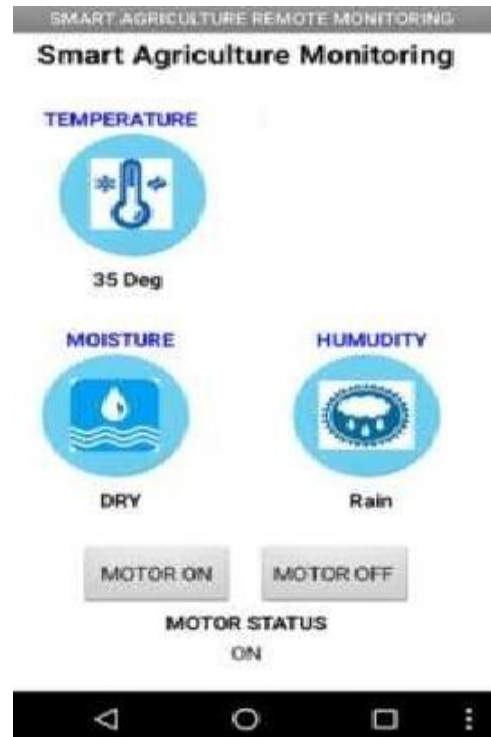 SMART AGRICULTURE REMOTE MONITORING
Smart Agriculture Monitoring
TEMPERATURE
35 Deg
MOISTURE HUMUDITY
DRY Rain
MOTOR ON MOTOR OFF
MOTOR STATUS
ON